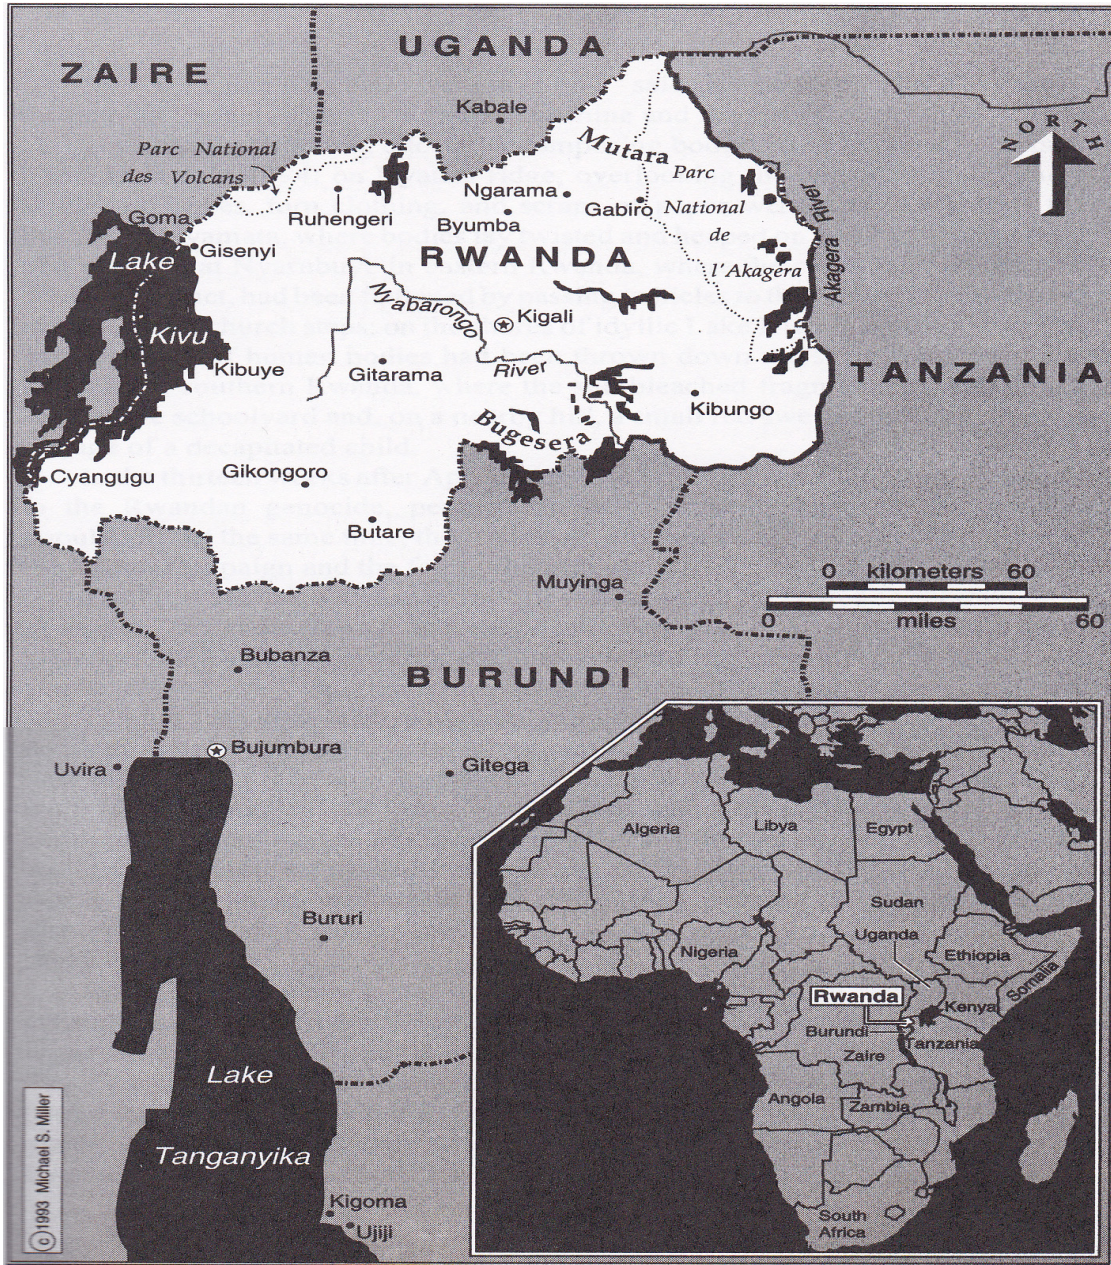 UGANDA
ZAIRE
Kabale
NORTH
Mutara
Parc National
des Volcans
Parc
National
de
l'Akagera
Ngarama
Gabiro
Akagera River
Goma
Ruhengeri
Byumba
Gisenyi
RWANDA
Lake
Kivu
Nyabarongo
River
Kigali
Kibuye
Gitarama
TANZANIA
Kibungo
Bugesera
Cyangugu
Gikongoro
Butare
Muyinga
0 kilometers 60
0 miles 60
Bubanza
BURUNDI
Bujumbura
Uvira
Gitega
Bururi
Lake
Tanganyika
Kigoma
Ujiji
©1993 Michael S. Miller
Algeria
Libya
Egypt
Sudan
Uganda
Nigeria
Ethiopia
Somalia
Rwanda
Kenya
Burundi
Tanzania
Zaire
Angola
Zambia
South
Africa